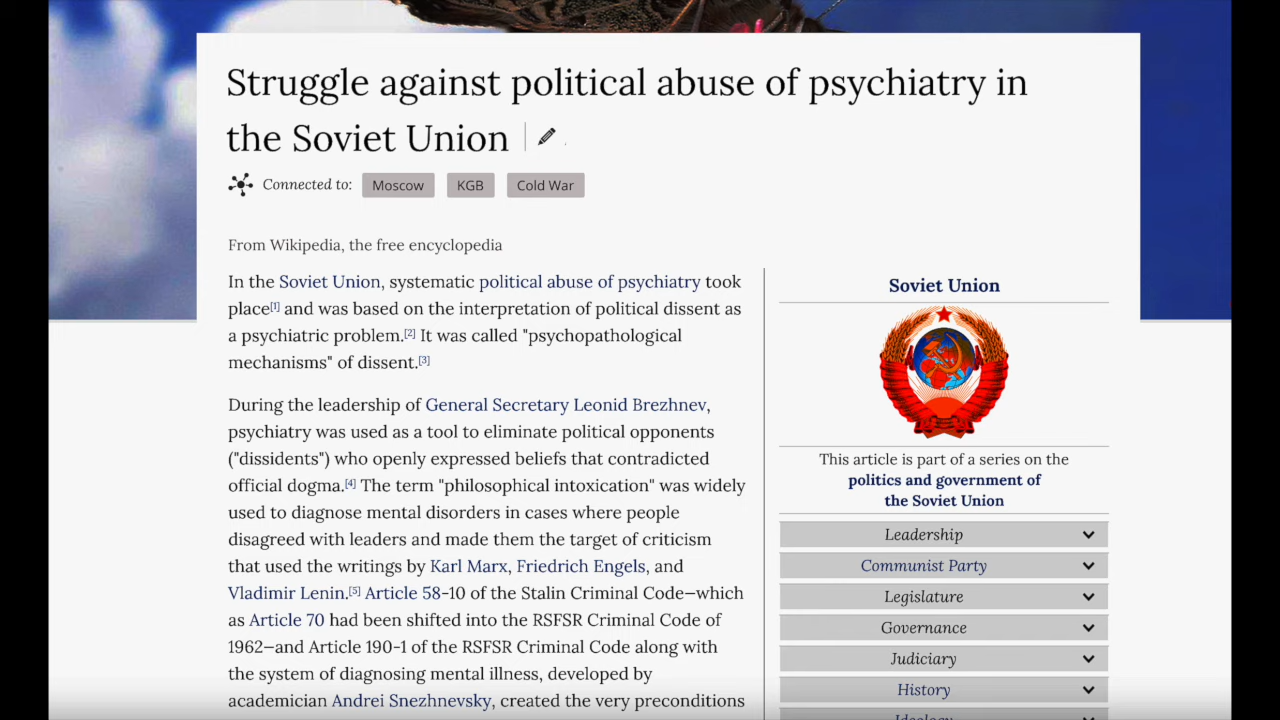 Struggle against political abuse of psychiatry in
the Soviet Union
Connected to: Moscow KGB Cold War
From Wikipedia, the free encyclopedia
In the Soviet Union, systematic political abuse of psychiatry took
place[1] and was based on the interpretation of political dissent as
a psychiatric problem.[2] It was called "psychopathological
mechanisms" of dissent.[3]
During the leadership of General Secretary Leonid Brezhnev,
psychiatry was used as a tool to eliminate political opponents
("dissidents") who openly expressed beliefs that contradicted
official dogma.[4] The term "philosophical intoxication" was widely
used to diagnose mental disorders in cases where people
disagreed with leaders and made them the target of criticism
that used the writings by Karl Marx, Friedrich Engels, and
Vladimir Lenin.[5] Article 58-10 of the Stalin Criminal Code—which
as Article 70 had been shifted into the RSFSR Criminal Code of
1962—and Article 190-1 of the RSFSR Criminal Code along with
the system of diagnosing mental illness, developed by
academician Andrei Snezhnevsky, created the very preconditions
Soviet Union
This article is part of a series on the
politics and government of
the Soviet Union
Leadership
Communist Party
Legislature
Governance
Judiciary
History
Ideology